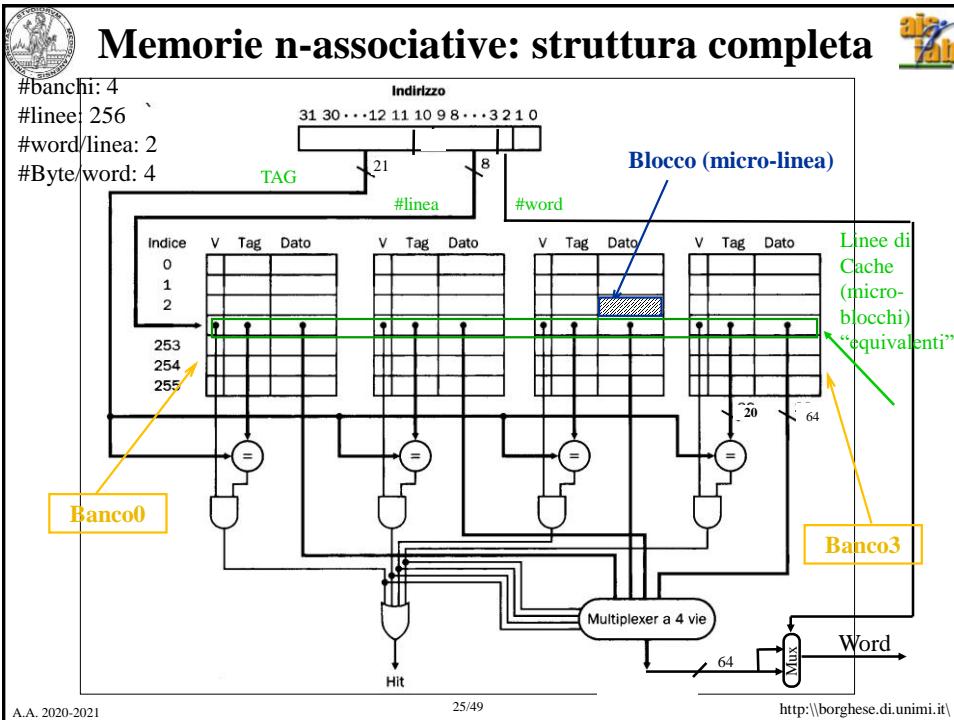 Memorie n-associative: struttura completa
#banchi: 4
#linee: 256 `
#word/linea: 2
#Byte/word: 4
Indirizzo
31 30 · · · 12 11 10 9 8 · · · 3 2 1 0
21
8
TAG
#linea
#word
Blocco (micro-linea)
Indice V Tag Dato V Tag Dato V Tag Dato V Tag Dato
0
1
2
253
254
255
Linee di
Cache
(micro-
blocchi)
“equivalenti”
20
64
= = = =
Banco0
Banco3
Multiplexer a 4 vie
64
Mux
Word
Hit
A.A. 2020-2021
25/49
http:\\borghese.di.unimi.it\